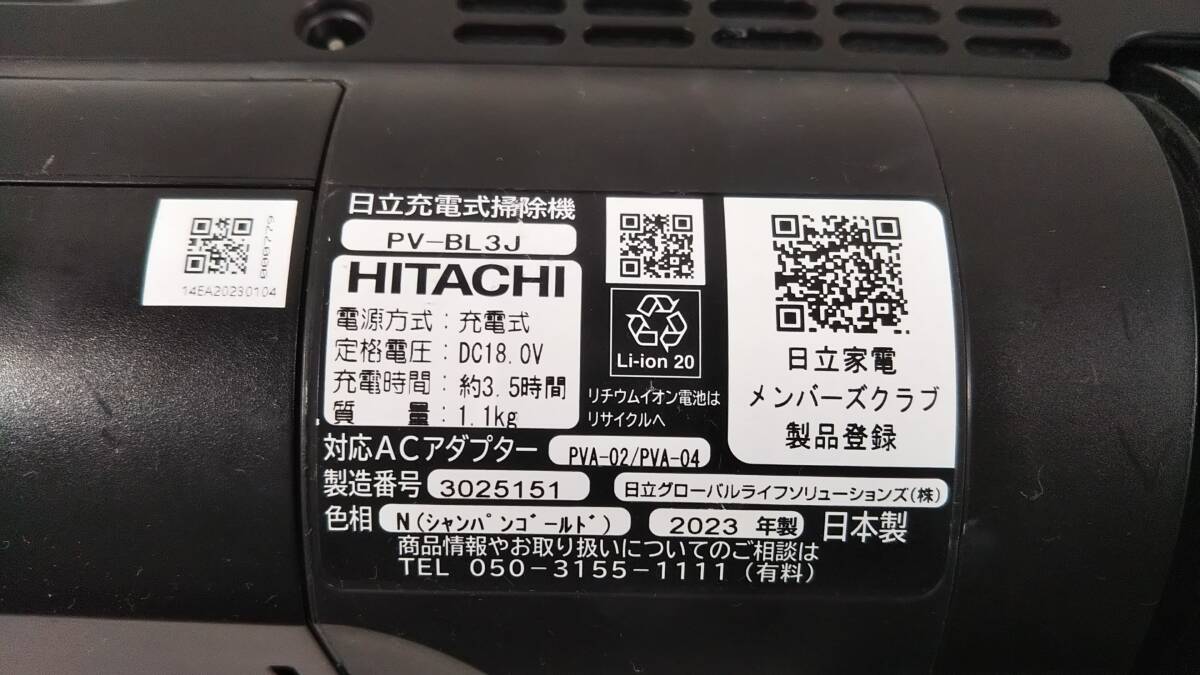 日立充電式掃除機
PV-BL3J
HITACHI
電源方式：充電式
定格電圧：DC18.0V
充電時間：約3.5時間
質　　量：1.1kg
Li-ion 20
リチウムイオン電池は
リサイクルへ
日立家電
メンバーズクラブ
製品登録
対応ACアダプター PVA-02/PVA-04
製造番号 3025151 日立グローバルライフソリューションズ(株)
色相 N(シャンパンゴールド) 2023 年製 日本製
商品情報やお取り扱いについてのご相談は
TEL 050-3155-1111 (有料)
14EA20230104